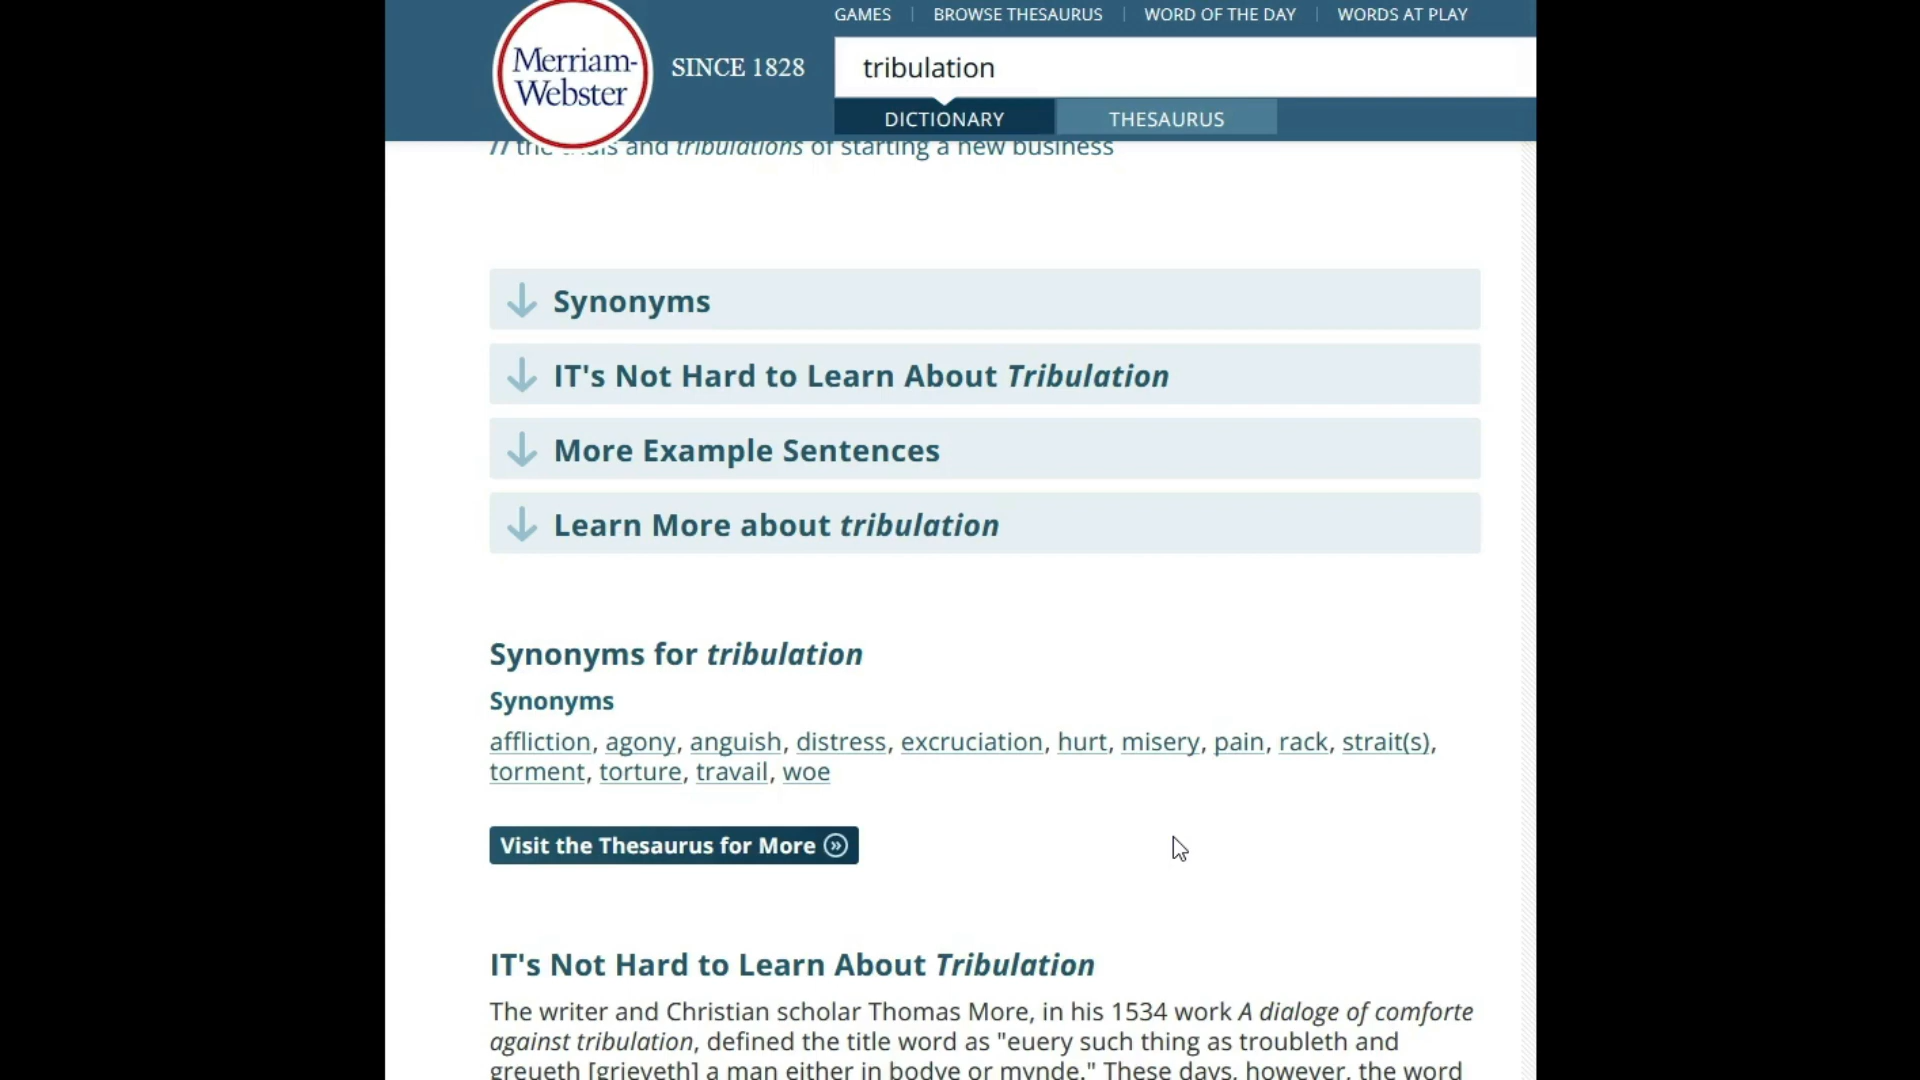 GAMES | BROWSE THESAURUS | WORD OF THE DAY | WORDS AT PLAY
Merriam-
Webster
SINCE 1828
tribulation
DICTIONARY THESAURUS
// the trials and tribulations of starting a new business
Synonyms
IT's Not Hard to Learn About Tribulation
More Example Sentences
Learn More about tribulation
Synonyms for tribulation
Synonyms
affliction, agony, anguish, distress, excruciation, hurt, misery, pain, rack, strait(s),
torment, torture, travail, woe
Visit the Thesaurus for More
IT's Not Hard to Learn About Tribulation
The writer and Christian scholar Thomas More, in his 1534 work A dialoge of comforte
against tribulation, defined the title word as "euery such thing as troubleth and
greueth [grieveth] a man either in bodye or mynde." These days, however, the word